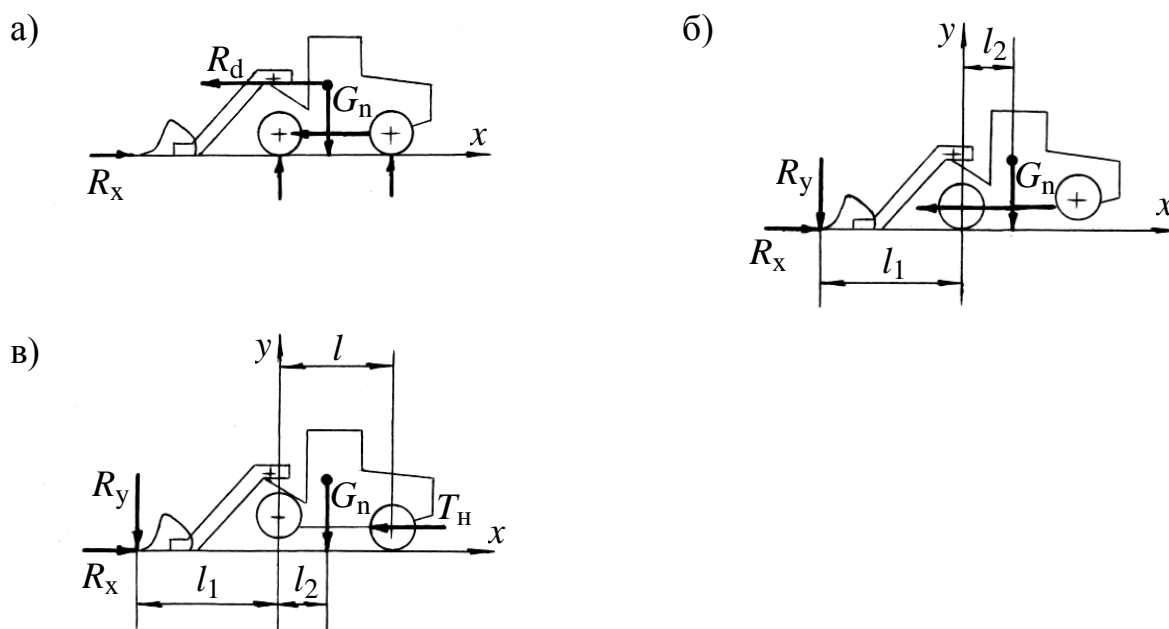 а)
R_d
G_n
x
R_x
б)
y
l_2
G_n
R_y
x
R_x
l_1
в)
y
l
R_y
G_n
T_н
x
R_x
l_1
l_2